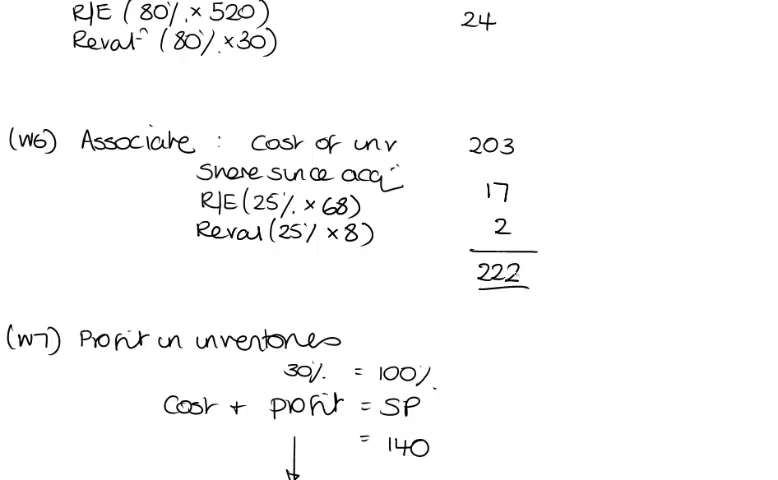 R/E (80% × 520)
Reval^n (80% × 30) 24
(W6) Associate : Cost of inv 203
Share since acq^n
R/E (25% × 68) 17
Reval (25% × 8) 2
222
(W7) Profit in inventories
30% = 100%
Cost + profit = SP
= 140